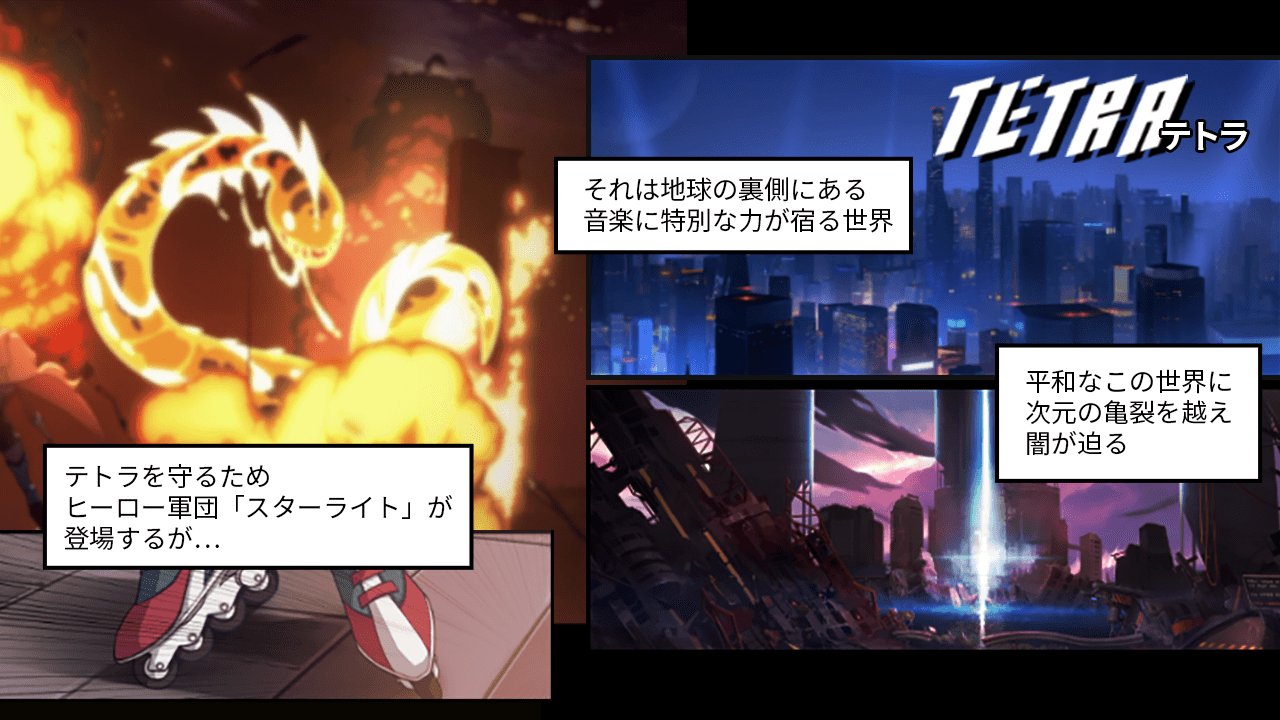 TETRA
テトラ
それは地球の裏側にある
音楽に特別な力が宿る世界
平和なこの世界に
次元の亀裂を越え
闇が迫る
テトラを守るため
ヒーロー軍団「スターライト」が
登場するが...